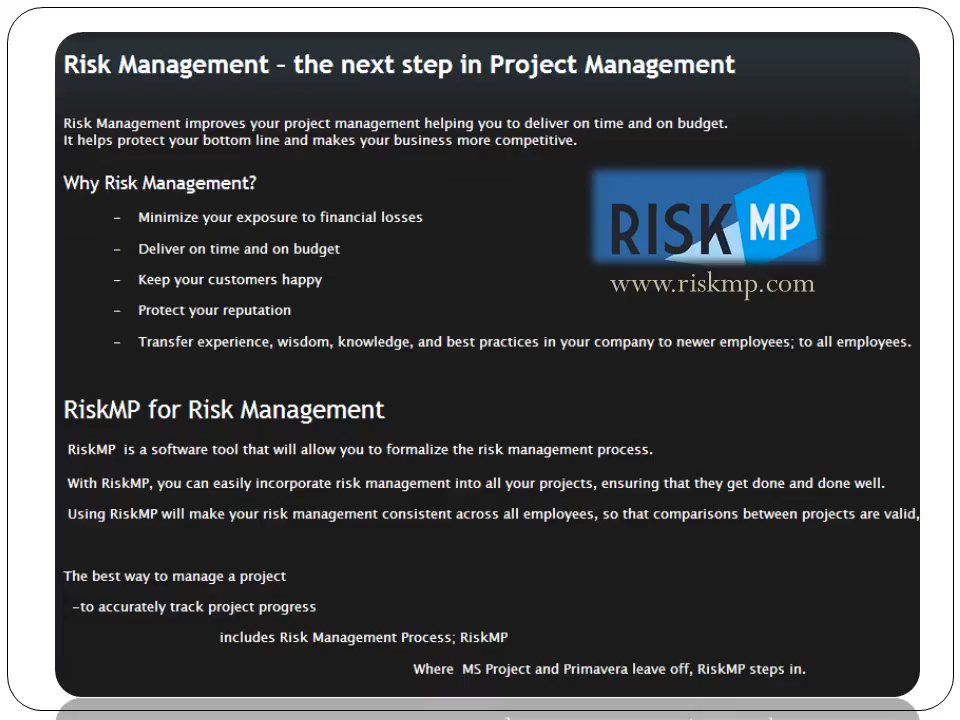 Risk Management – the next step in Project Management
Risk Management improves your project management helping you to deliver on time and on budget.
It helps protect your bottom line and makes your business more competitive.
Why Risk Management?
– Minimize your exposure to financial losses
– Deliver on time and on budget
– Keep your customers happy
– Protect your reputation
– Transfer experience, wisdom, knowledge, and best practices in your company to newer employees; to all employees.
RISK MP
www.riskmp.com
RiskMP for Risk Management
RiskMP is a software tool that will allow you to formalize the risk management process.
With RiskMP, you can easily incorporate risk management into all your projects, ensuring that they get done and done well.
Using RiskMP will make your risk management consistent across all employees, so that comparisons between projects are valid,
The best way to manage a project
–to accurately track project progress
includes Risk Management Process; RiskMP
Where MS Project and Primavera leave off, RiskMP steps in.